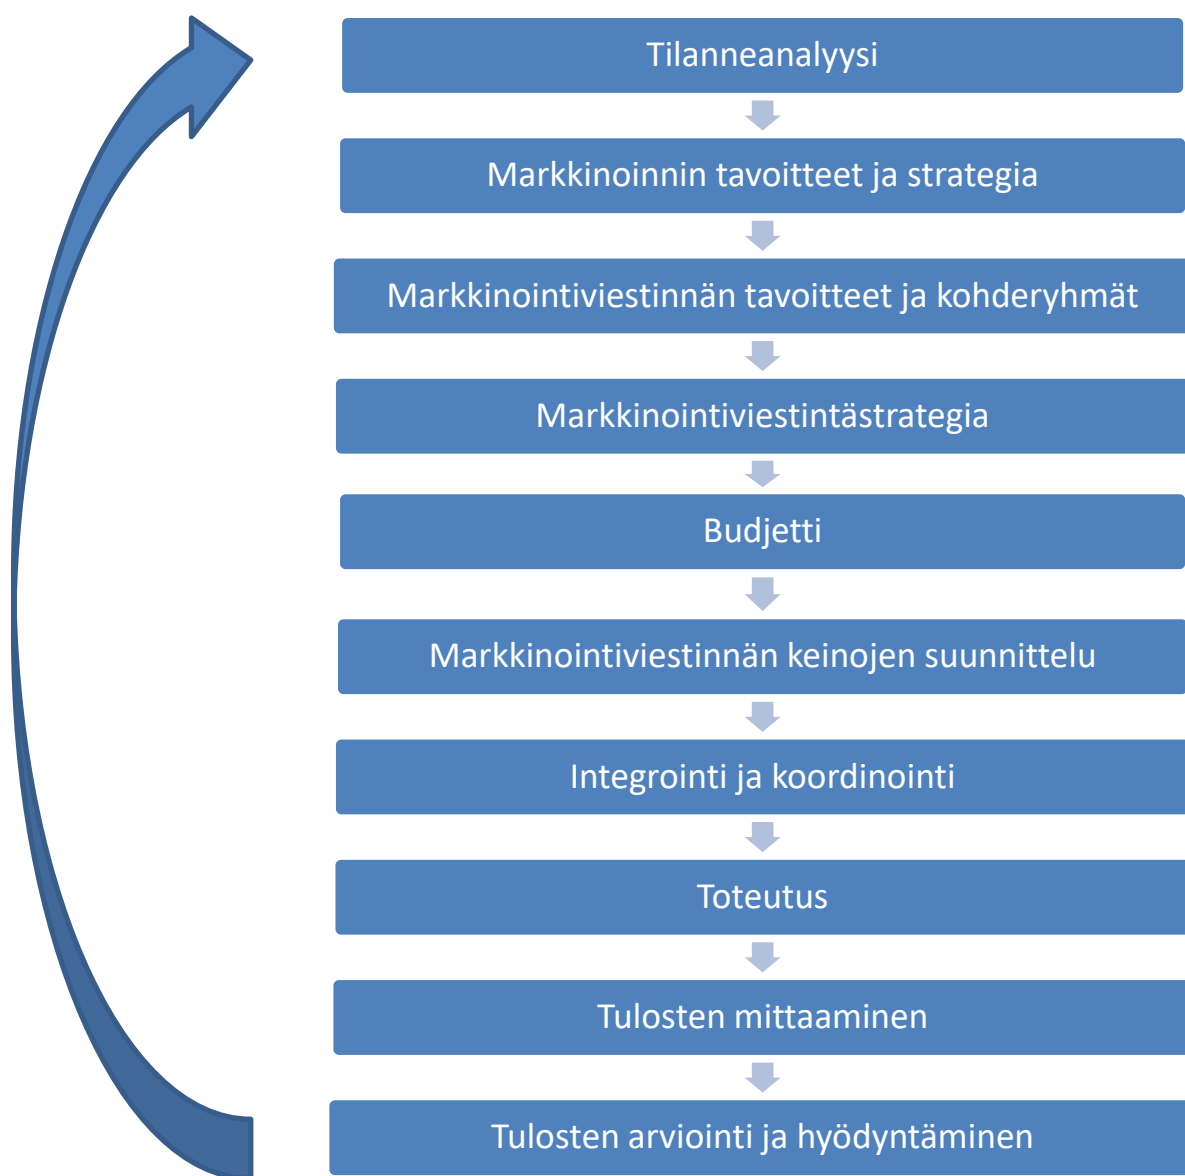 Tilanneanalyysi
Markkinoinnin tavoitteet ja strategia
Markkinointiviestinnän tavoitteet ja kohderyhmät
Markkinointiviestintästrategia
Budjetti
Markkinointiviestinnän keinojen suunnittelu
Integrointi ja koordinointi
Toteutus
Tulosten mittaaminen
Tulosten arviointi ja hyödyntäminen